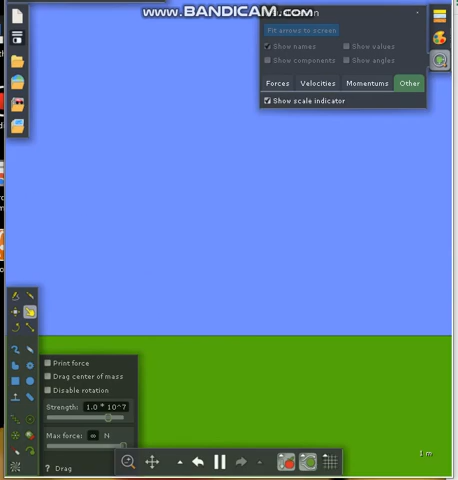 www.BANDICAM.com
Fit arrows to screen
Show names
Show values
Show components
Show angles
Forces
Velocities
Momentums
Other
Show scale indicator
Print force
Drag center of mass
Disable rotation
Strength: 1.0 * 10^7
Max force: ∞ N
? Drag
1 m